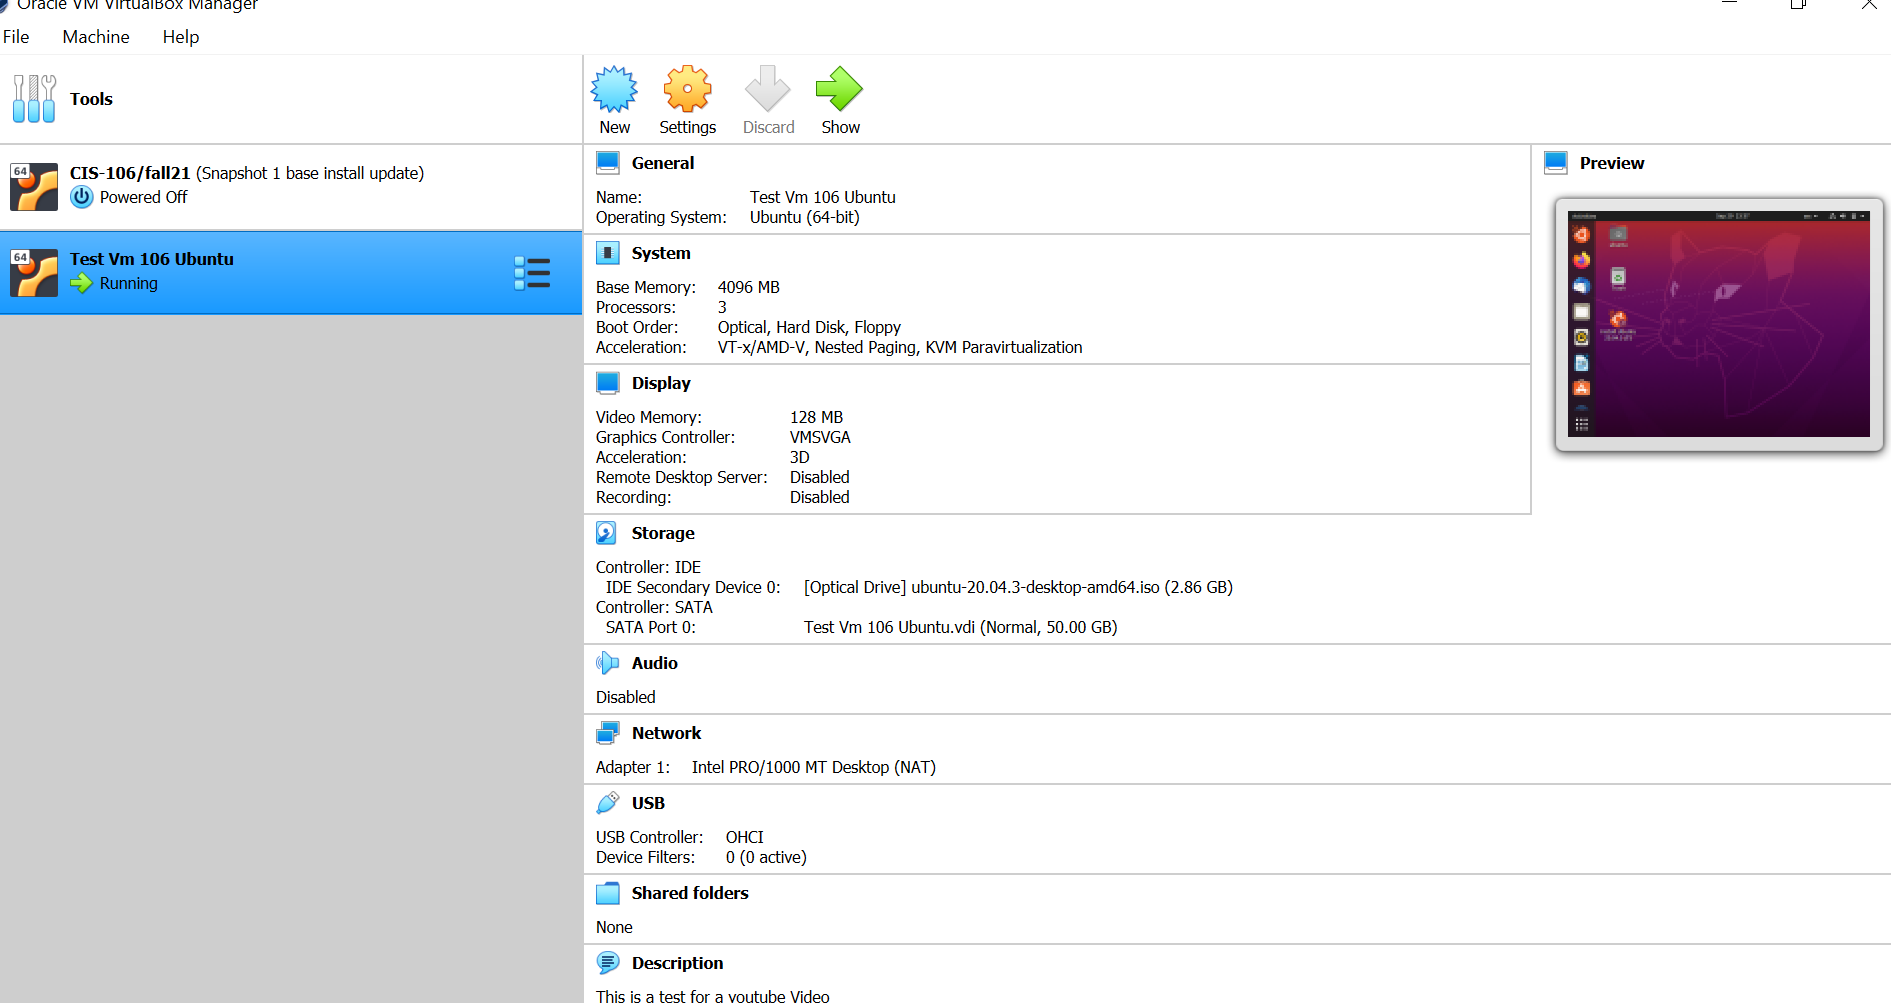 Oracle VM VirtualBox Manager
File Machine Help
Tools
New Settings Discard Show
64
CIS-106/fall21 (Snapshot 1 base install update)
Powered Off
64
Test Vm 106 Ubuntu
Running
General
Name: Test Vm 106 Ubuntu
Operating System: Ubuntu (64-bit)
System
Base Memory: 4096 MB
Processors: 3
Boot Order: Optical, Hard Disk, Floppy
Acceleration: VT-x/AMD-V, Nested Paging, KVM Paravirtualization
Display
Video Memory: 128 MB
Graphics Controller: VMSVGA
Acceleration: 3D
Remote Desktop Server: Disabled
Recording: Disabled
Preview
Storage
Controller: IDE
IDE Secondary Device 0: [Optical Drive] ubuntu-20.04.3-desktop-amd64.iso (2.86 GB)
Controller: SATA
SATA Port 0: Test Vm 106 Ubuntu.vdi (Normal, 50.00 GB)
Audio
Disabled
Network
Adapter 1: Intel PRO/1000 MT Desktop (NAT)
USB
USB Controller: OHCI
Device Filters: 0 (0 active)
Shared folders
None
Description
This is a test for a youtube Video